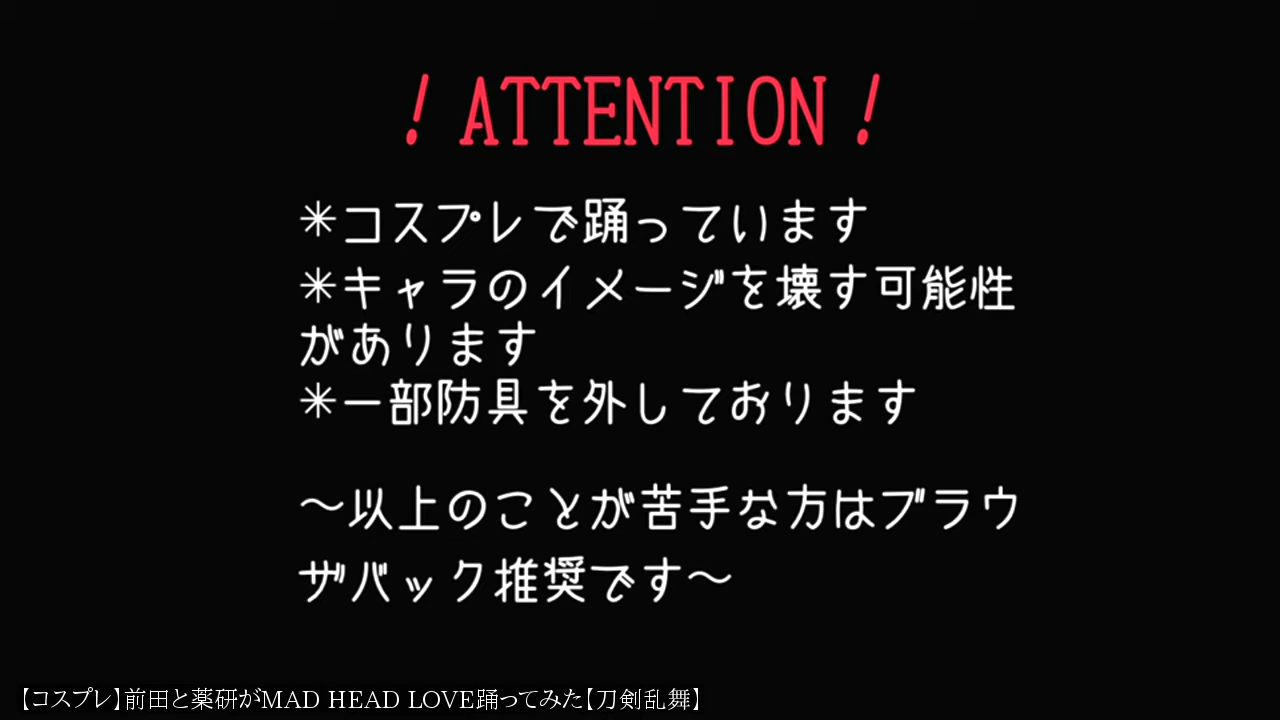 ！ATTENTION！
＊コスプレで踊っています
＊キャラのイメージを壊す可能性
があります
＊一部防具を外しております
～以上のことが苦手な方はブラウ
ザバック推奨です～
【コスプレ】前田と薬研がMAD HEAD LOVE踊ってみた【刀剣乱舞】